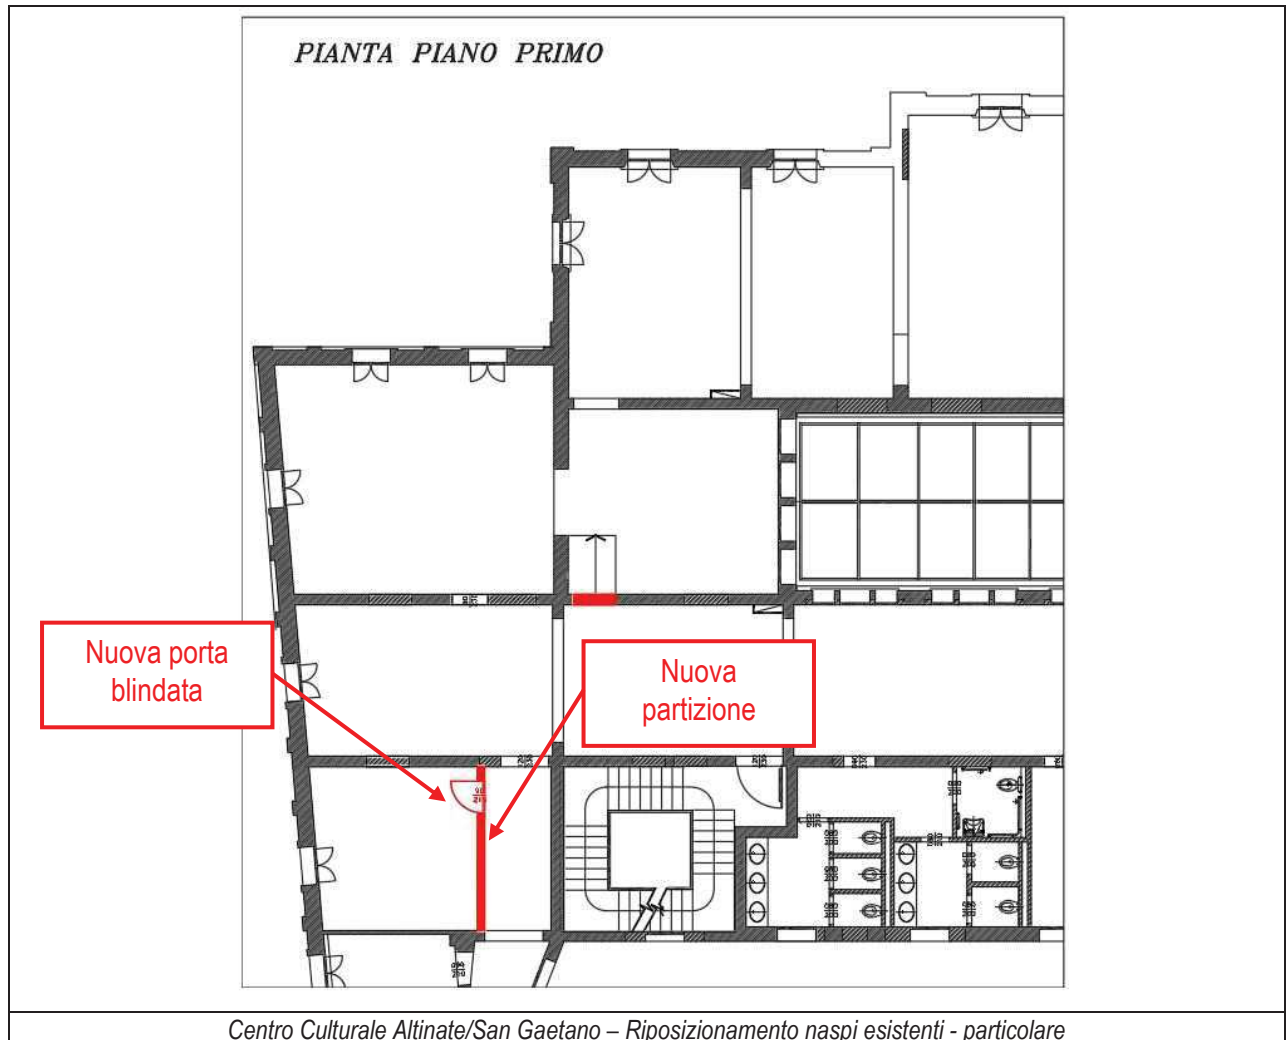 PIANTA PIANO PRIMO
Nuova porta
blindata
Nuova
partizione
Centro Culturale Altinate/San Gaetano – Riposizionamento naspi esistenti - particolare